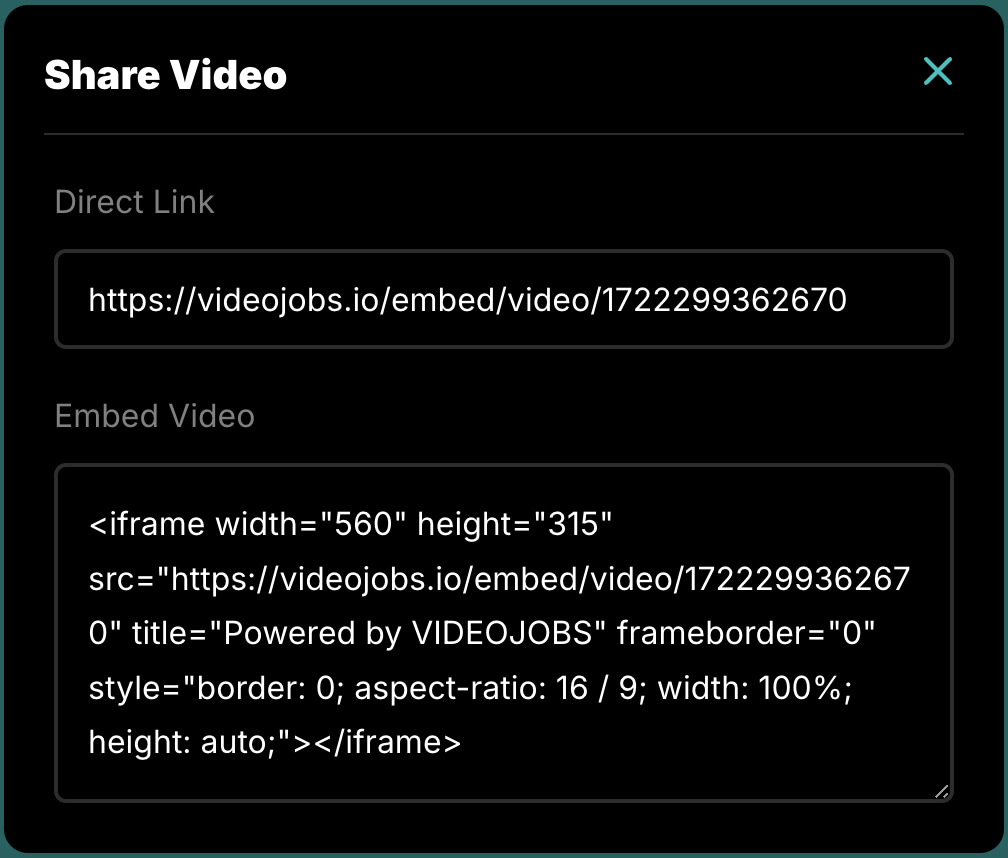 Share Video
Direct Link
https://videojobs.io/embed/video/1722299362670
Embed Video
<iframe width="560" height="315"
src="https://videojobs.io/embed/video/172229936267
0" title="Powered by VIDEOJOBS" frameborder="0"
style="border: 0; aspect-ratio: 16 / 9; width: 100%;
height: auto;"></iframe>